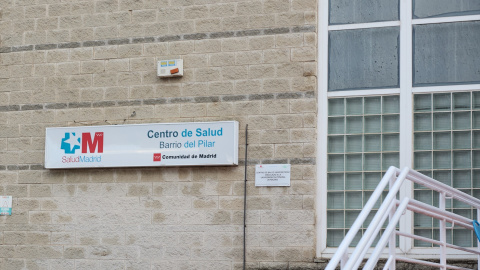 Centro de Salud
Barrio del Pilar
M
SaludMadrid
Comunidad de Madrid